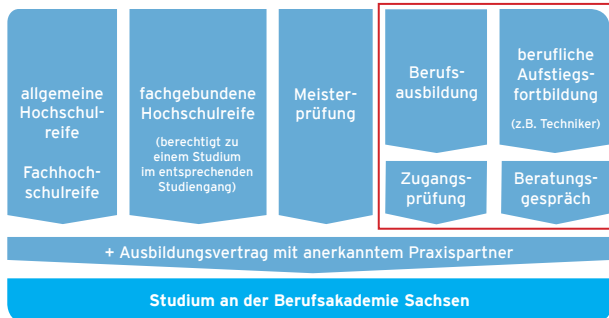 allgemeine
Hochschul-
reife
Fachhoch-
schulreife
fachgebundene
Hochschulreife
(berechtigt zu
einem Studium
im entsprechenden
Studiengang)
Meister-
prüfung
Berufs-
ausbildung
Zugangs-
prüfung
berufliche
Aufstiegs-
fortbildung
(z.B. Techniker)
Beratungs-
gespräch
+ Ausbildungsvertrag mit anerkanntem Praxispartner
Studium an der Berufsakademie Sachsen